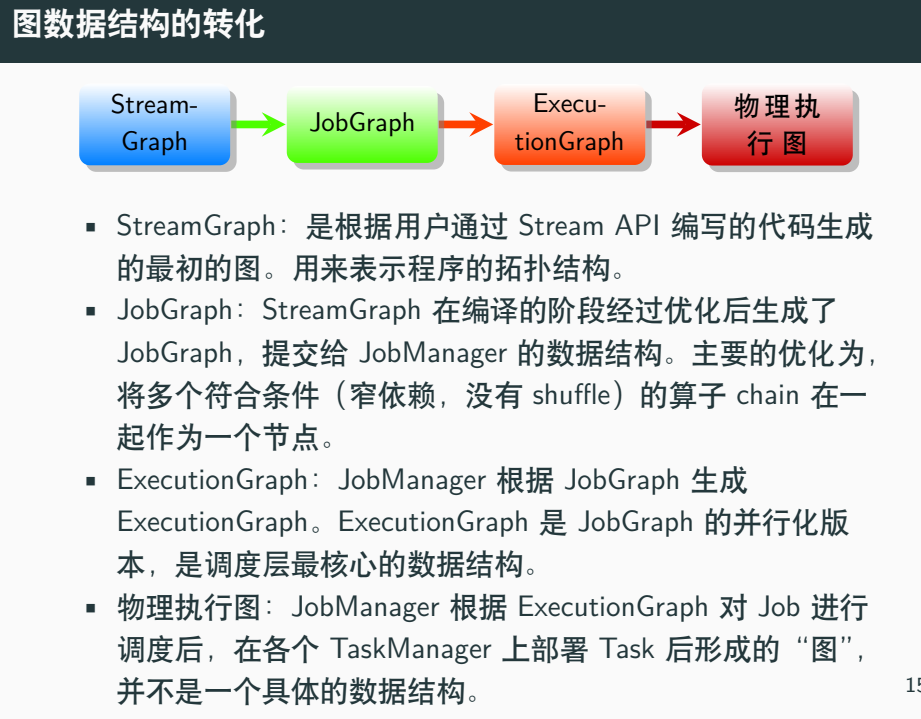 图数据结构的转化
Stream-
Graph
JobGraph
Execu-
tionGraph
物理执
行图
StreamGraph：是根据用户通过 Stream API 编写的代码生成
的最初的图。用来表示程序的拓扑结构。
JobGraph：StreamGraph 在编译的阶段经过优化后生成了
JobGraph，提交给 JobManager 的数据结构。主要的优化为，
将多个符合条件（窄依赖，没有 shuffle）的算子 chain 在一
起作为一个节点。
ExecutionGraph：JobManager 根据 JobGraph 生成
ExecutionGraph。ExecutionGraph 是 JobGraph 的并行化版
本，是调度层最核心的数据结构。
物理执行图：JobManager 根据 ExecutionGraph 对 Job 进行
调度后，在各个 TaskManager 上部署 Task 后形成的“图”，
并不是一个具体的数据结构。
15